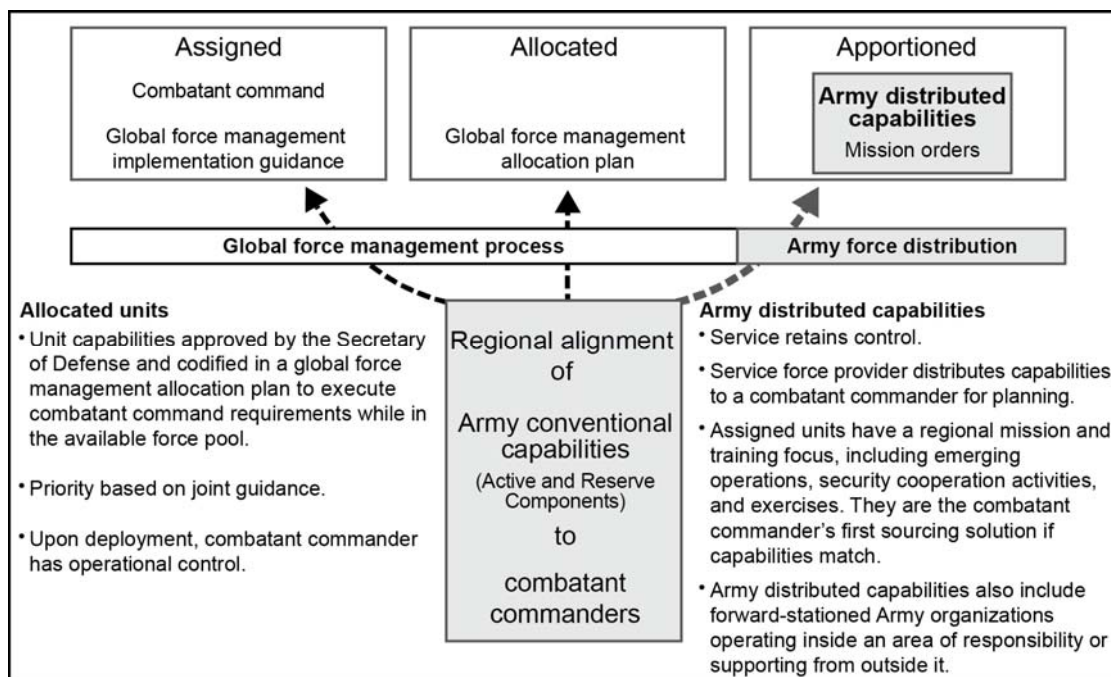 Assigned
Combatant command
Global force management
implementation guidance
Allocated
Global force management
allocation plan
Apportioned
Army distributed
capabilities
Mission orders
Global force management process
Army force distribution
Allocated units
• Unit capabilities approved by the Secretary
of Defense and codified in a global force
management allocation plan to execute
combatant command requirements while in
the available force pool.
• Priority based on joint guidance.
• Upon deployment, combatant commander
has operational control.
Regional alignment
of
Army conventional
capabilities
(Active and Reserve
Components)
to
combatant
commanders
Army distributed capabilities
• Service retains control.
• Service force provider distributes capabilities
to a combatant commander for planning.
• Assigned units have a regional mission and
training focus, including emerging
operations, security cooperation activities,
and exercises. They are the combatant
commander's first sourcing solution if
capabilities match.
• Army distributed capabilities also include
forward-stationed Army organizations
operating inside an area of responsibility or
supporting from outside it.